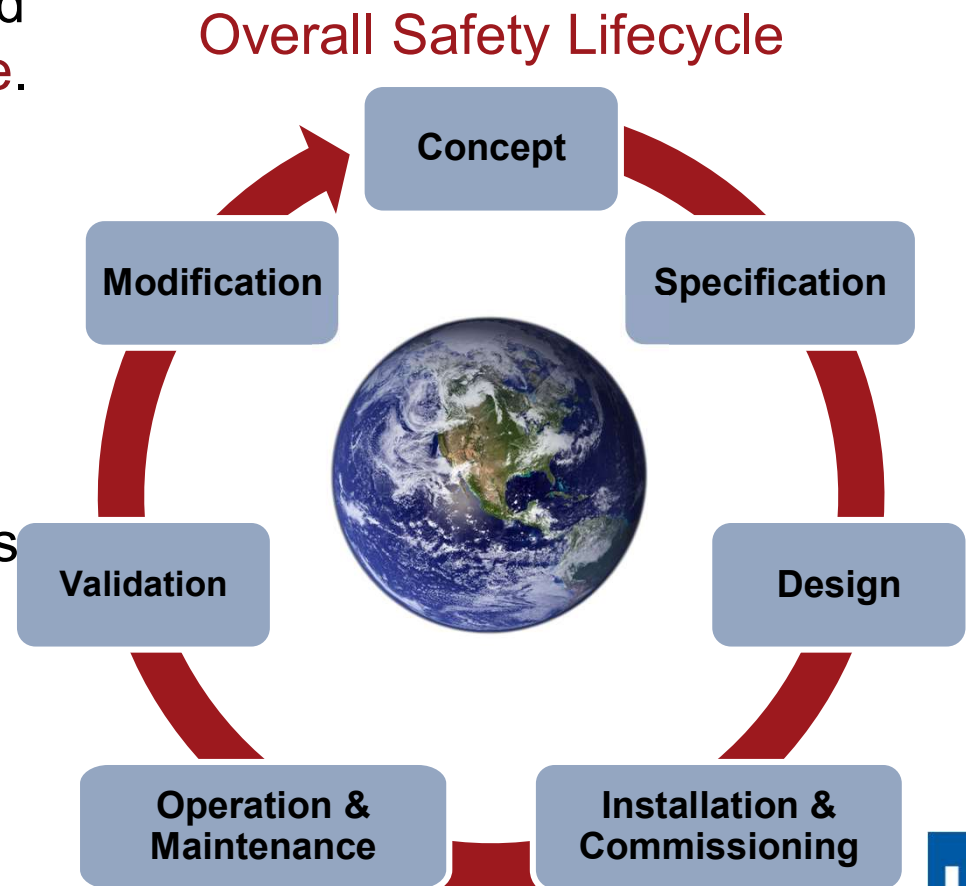 d
Overall Safety Lifecycle
e.
Concept
Modification
Specification
s
Validation
Design
Operation &
Maintenance
Installation &
Commissioning